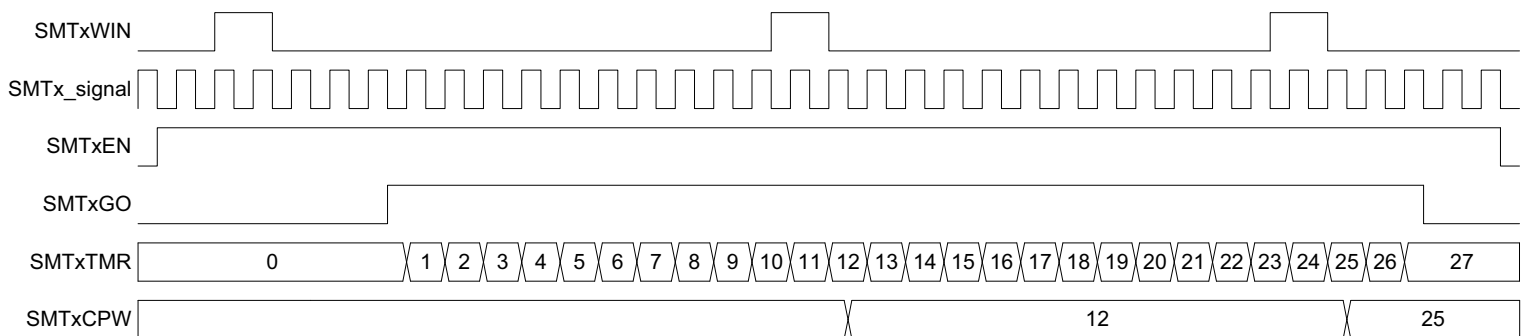 SMTxWIN
SMTx_signal
SMTxEN
SMTxGO
SMTxTMR 0 1 2 3 4 5 6 7 8 9 10 11 12 13 14 15 16 17 18 19 20 21 22 23 24 25 26 27
SMTxCPW 12 25